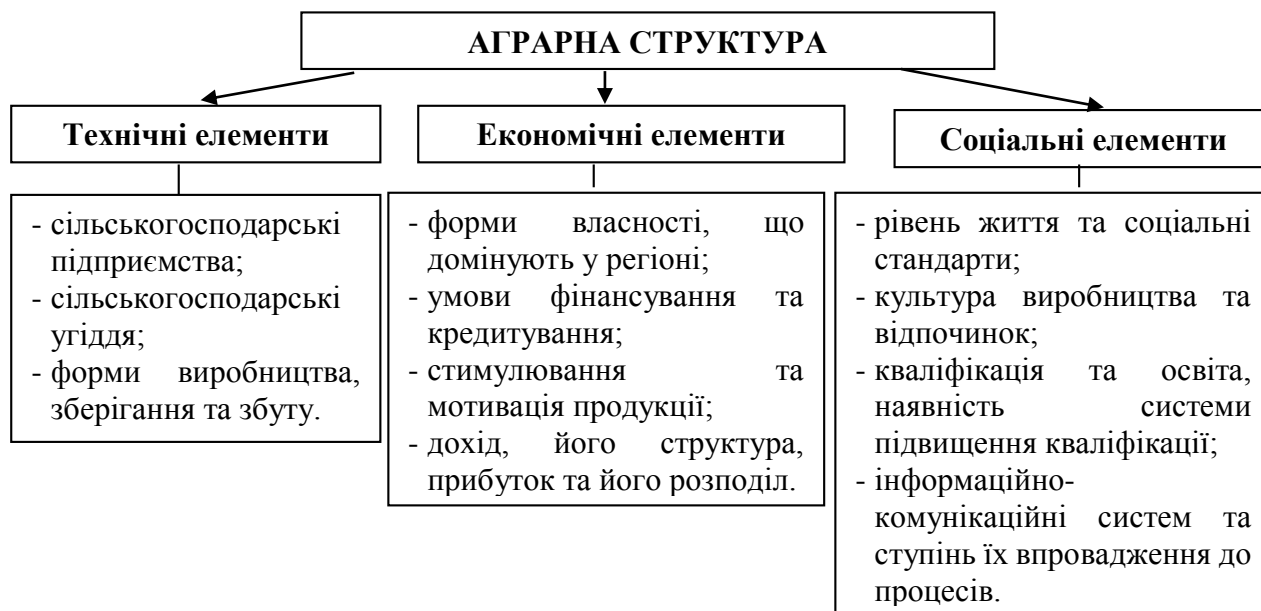 АГРАРНА СТРУКТУРА
Технічні елементи
- сільськогосподарські
підприємства;
- сільськогосподарські
угіддя;
- форми виробництва,
зберігання та збуту.
Економічні елементи
- форми власності, що
домінують у регіоні;
- умови фінансування та
кредитування;
- стимулювання та
мотивація продукції;
- дохід, його структура,
прибуток та його розподіл.
Соціальні елементи
- рівень життя та соціальні
стандарти;
- культура виробництва та
відпочинок;
- кваліфікація та освіта,
наявність системи
підвищення кваліфікації;
- інформаційно-
комунікаційні систем та
ступінь їх впровадження до
процесів.